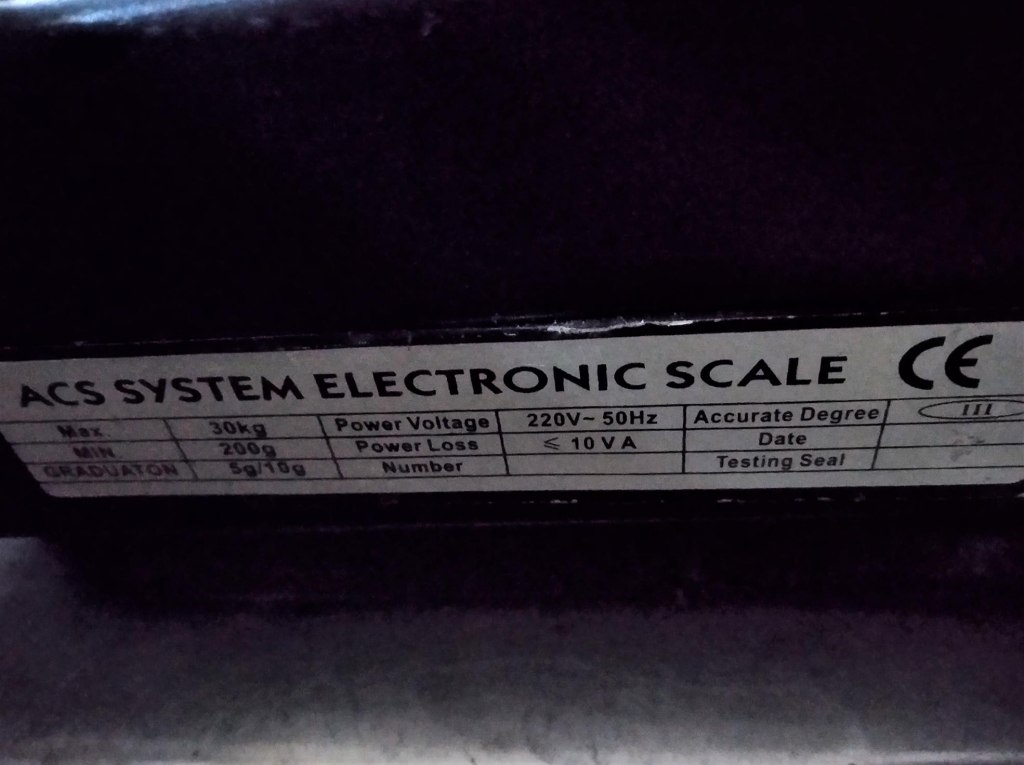 ACS SYSTEM ELECTRONIC SCALE CE
Max. 30kg Power Voltage 220V~ 50Hz Accurate Degree III
MIN 200g Power Loss ≤ 10VA Date
GRADUATON 5g/10g Number Testing Seal